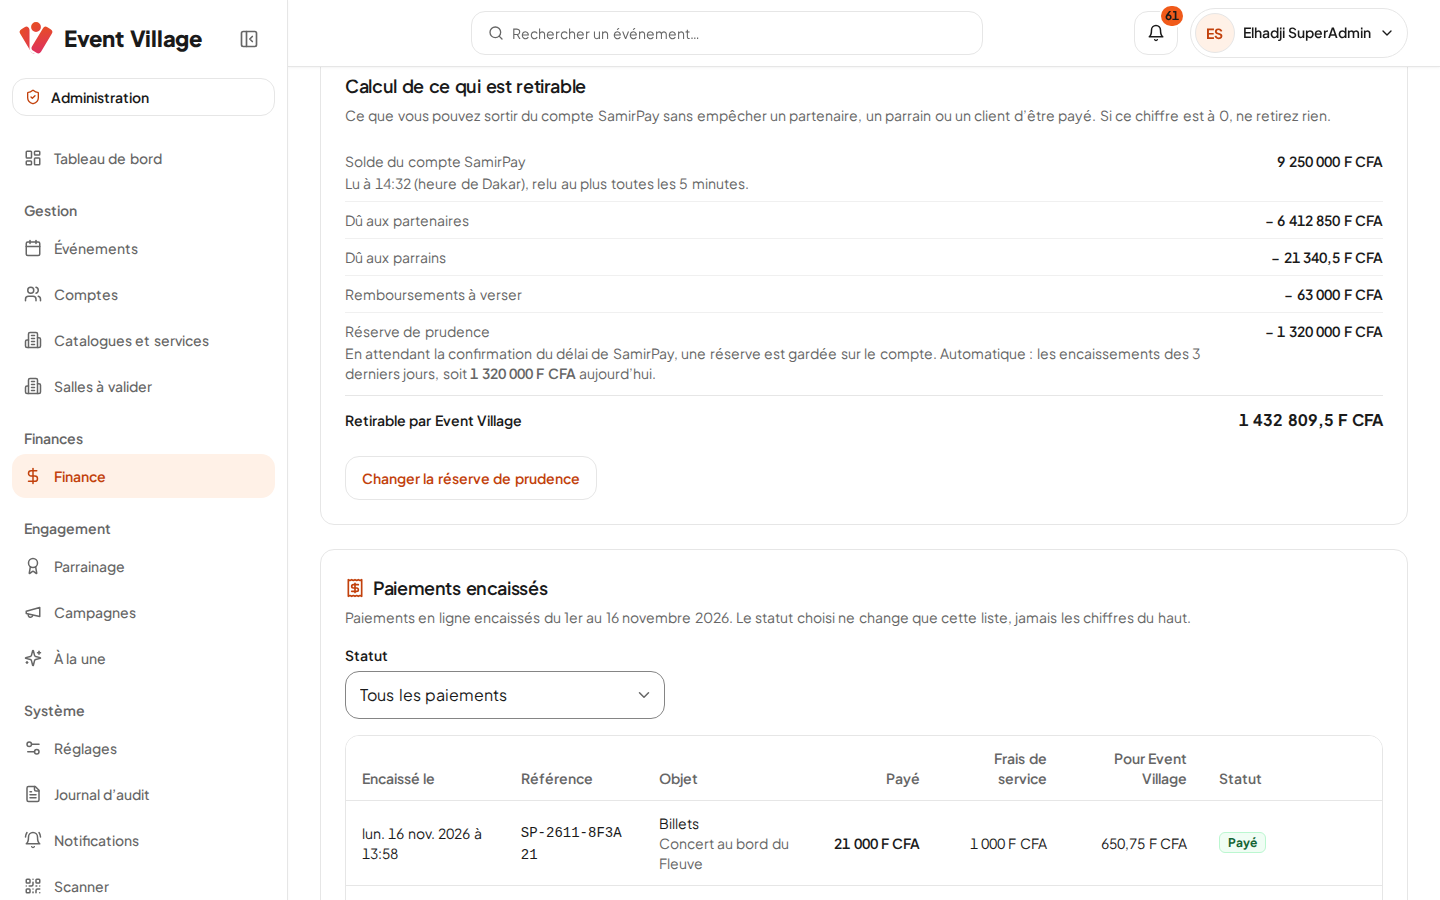 Event Village
Rechercher un événement…
61
ES
Elhadji SuperAdmin
Administration
Tableau de bord
Gestion
Événements
Comptes
Catalogues et services
Salles à valider
Finances
Finance
Engagement
Parrainage
Campagnes
À la une
Système
Réglages
Journal d’audit
Notifications
Scanner
Calcul de ce qui est retirable
Ce que vous pouvez sortir du compte SamirPay sans empêcher un partenaire, un parrain ou un client d’être payé. Si ce chiffre est à 0, ne retirez rien.
Solde du compte SamirPay
9 250 000 F CFA
Lu à 14:32 (heure de Dakar), relu au plus toutes les 5 minutes.
Dû aux partenaires
– 6 412 850 F CFA
Dû aux parrains
– 21 340,5 F CFA
Remboursements à verser
– 63 000 F CFA
Réserve de prudence
– 1 320 000 F CFA
En attendant la confirmation du délai de SamirPay, une réserve est gardée sur le compte. Automatique : les encaissements des 3
derniers jours, soit 1 320 000 F CFA aujourd’hui.
Retirable par Event Village
1 432 809,5 F CFA
Changer la réserve de prudence
Paiements encaissés
Paiements en ligne encaissés du 1er au 16 novembre 2026. Le statut choisi ne change que cette liste, jamais les chiffres du haut.
Statut
Tous les paiements
Encaissé le
Référence
Objet
Payé
Frais de
service
Pour Event
Village
Statut
lun. 16 nov. 2026 à
13:58
SP-2611-8F3A
21
Billets
Concert au bord du
Fleuve
21 000 F CFA
1 000 F CFA
650,75 F CFA
Payé